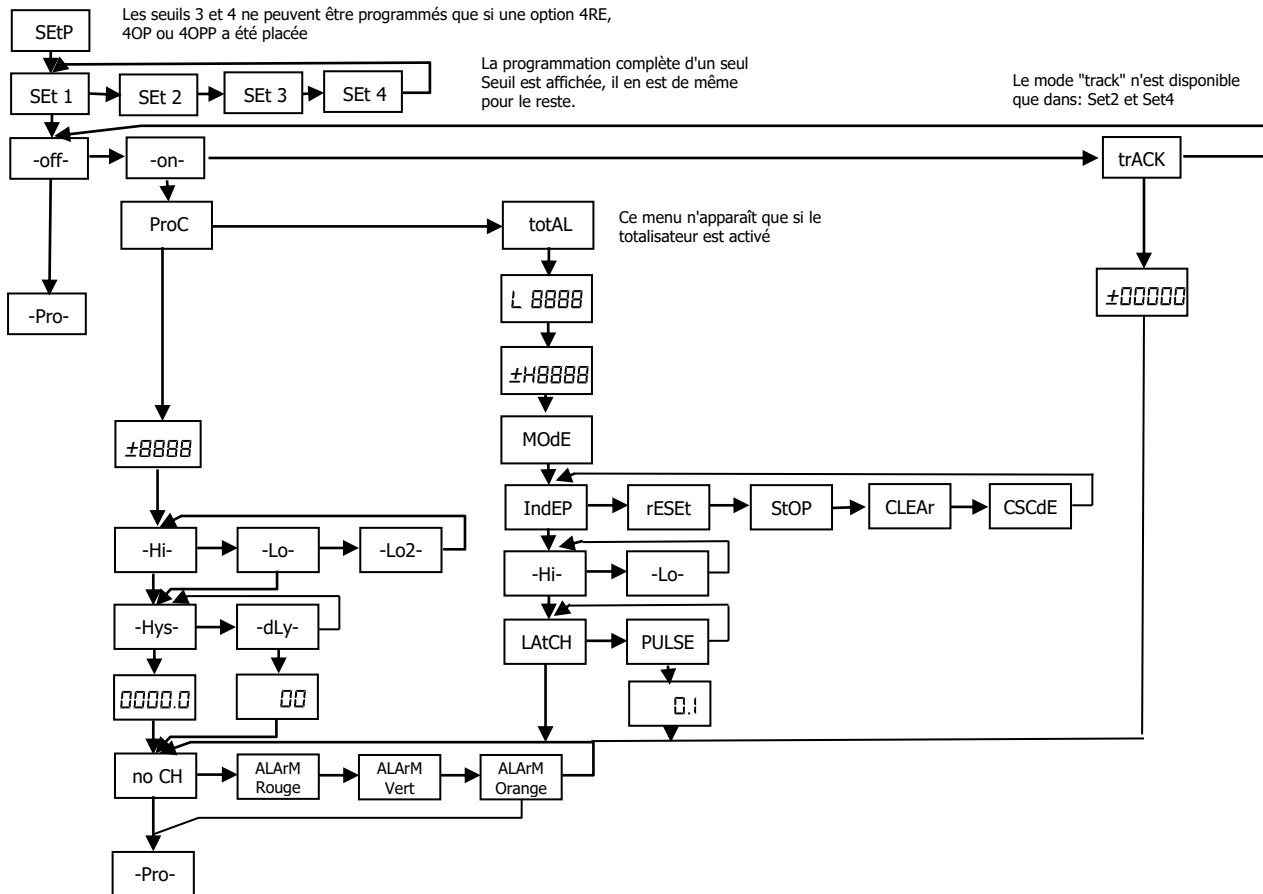 SEtP
Les seuils 3 et 4 ne peuvent être programmés que si une option 4RE,
4OP ou 4OPP a été placée
La programmation complète d'un seul
Seuil est affichée, il en est de même
pour le reste.
Le mode "track" n'est disponible
que dans: Set2 et Set4
SEt 1
SEt 2
SEt 3
SEt 4
-off-
-on-
trACK
ProC
totAL
Ce menu n'apparaît que si le
totalisateur est activé
-Pro-
L 8888
±00000
±H8888
±8888
MOdE
IndEP
rESEt
StOP
CLEAr
CSCdE
-Hi-
-Lo-
-Lo2-
-Hi-
-Lo-
-Hys-
-dLy-
LAtCH
PULSE
0000.0
00
0.1
no CH
ALArM
Rouge
ALArM
Vert
ALArM
Orange
-Pro-